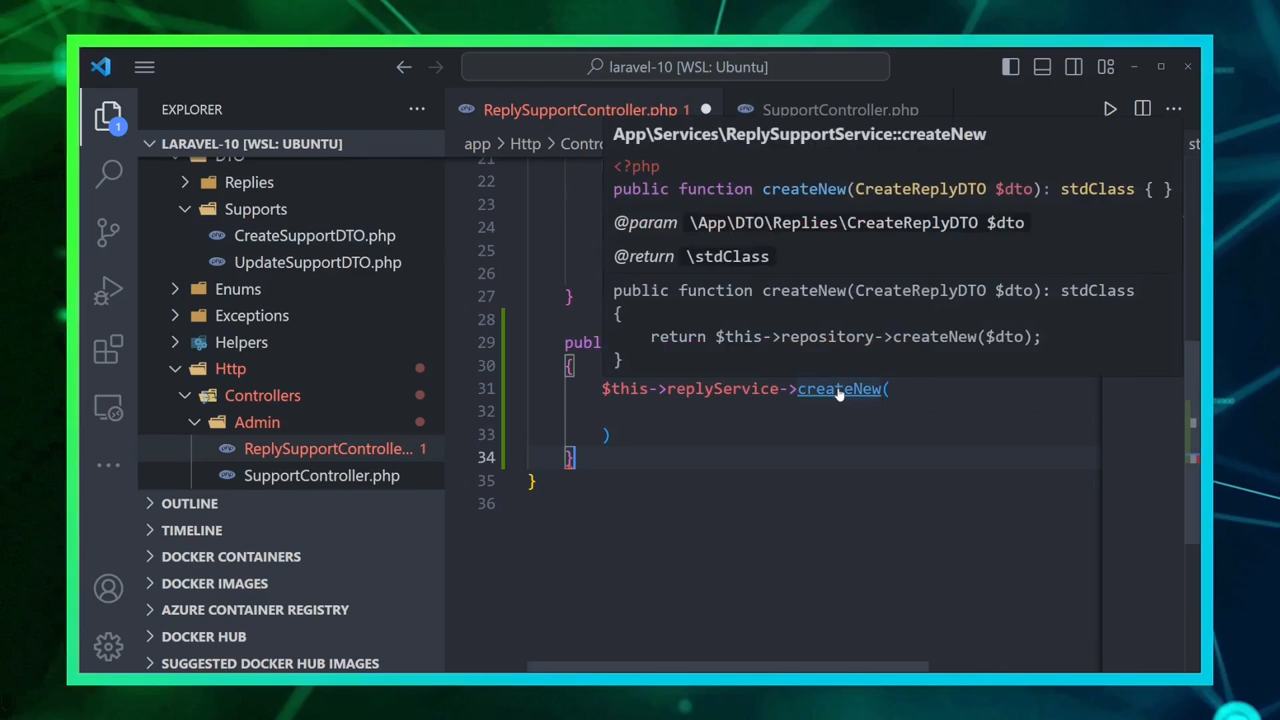 laravel-10 [WSL: Ubuntu]
EXPLORER
ReplySupportController.php 1
SupportController.php
LARAVEL-10 [WSL: UBUNTU]
app > Http >
App\Services\ReplySupportService::createNew
<?php
public function createNew(CreateReplyDTO $dto): stdClass { }
@param \App\DTO\Replies\CreateReplyDTO $dto
@return \stdClass
public function createNew(CreateReplyDTO $dto): stdClass
{
return $this->repository->createNew($dto);
}
DTO
Replies
Supports
CreateSupportDTO.php
UpdateSupportDTO.php
Enums
Exceptions
Helpers
Http
Controllers
Admin
ReplySupportControlle... 1
SupportController.php
OUTLINE
TIMELINE
DOCKER CONTAINERS
DOCKER IMAGES
AZURE CONTAINER REGISTRY
DOCKER HUB
SUGGESTED DOCKER HUB IMAGES
1
21
22
23
24
25
26
27 }
28
29 publ
30 {
31 $this->replyService->createNew(
32
33 )
34 }
35 }
36